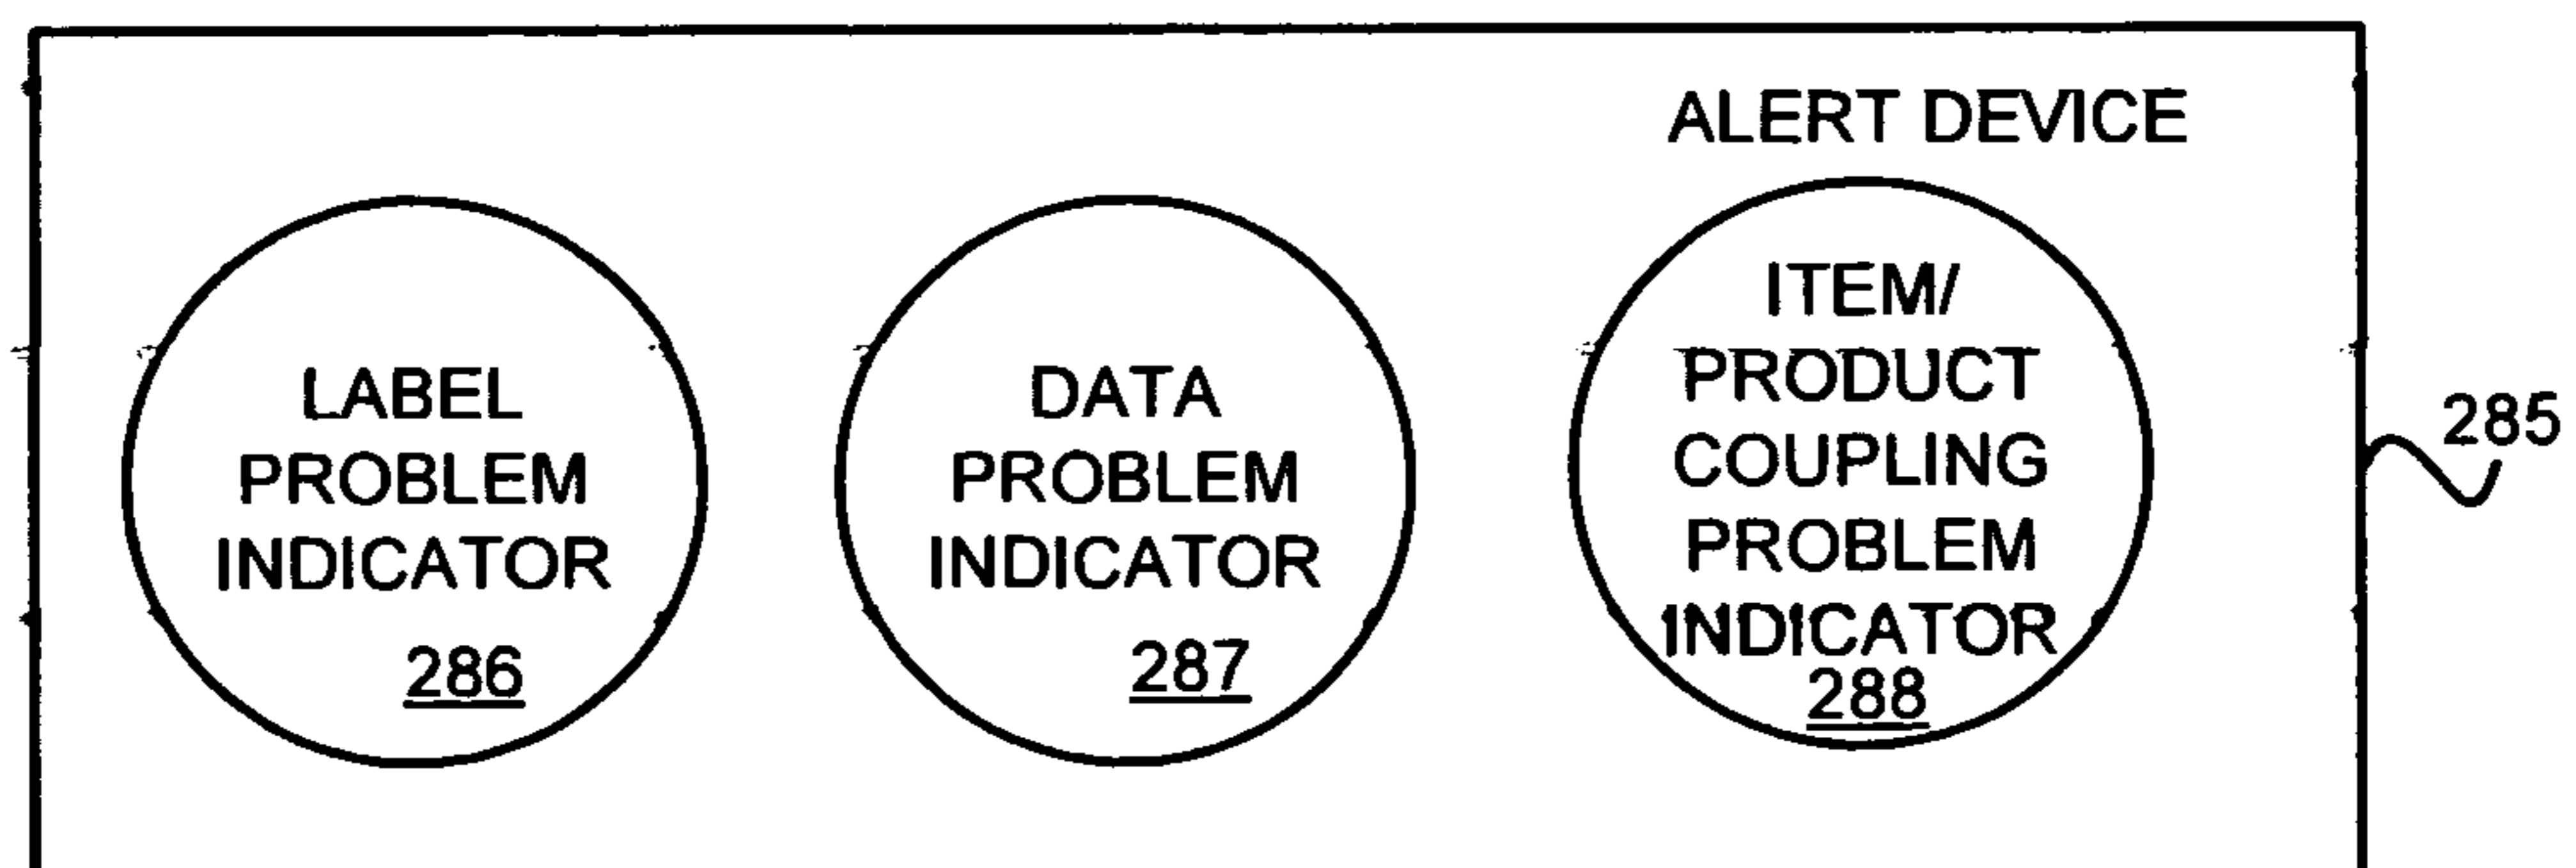 ALERT DEVICE
LABEL
PROBLEM
INDICATOR
286
DATA
PROBLEM
INDICATOR
287
ITEM/
PRODUCT
COUPLING
PROBLEM
INDICATOR
288
285